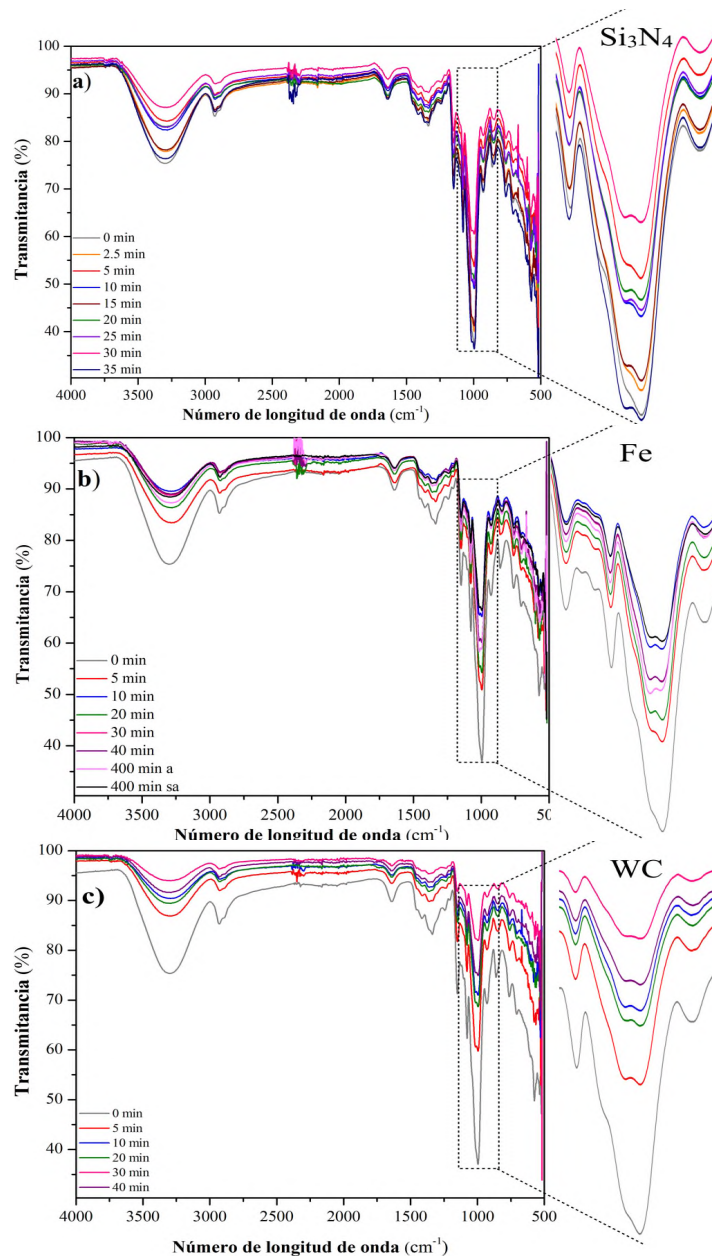 Si₃N₄
a)
Transmitancia (%)
100
90
80
70
60
50
40
0 min
2.5 min
5 min
10 min
15 min
20 min
25 min
30 min
35 min
4000 3500 3000 2500 2000 1500 1000 500
Número de longitud de onda (cm⁻¹)
Fe
b)
Transmitancia (%)
100
90
80
70
60
50
40
0 min
5 min
10 min
20 min
30 min
40 min
400 min a
400 min sa
4000 3500 3000 2500 2000 1500 1000 50
Número de longitud de onda (cm⁻¹)
WC
c)
Transmitancia (%)
100
90
80
70
60
50
40
0 min
5 min
10 min
20 min
30 min
40 min
4000 3500 3000 2500 2000 1500 1000 500
Número de longitud de onda (cm⁻¹)